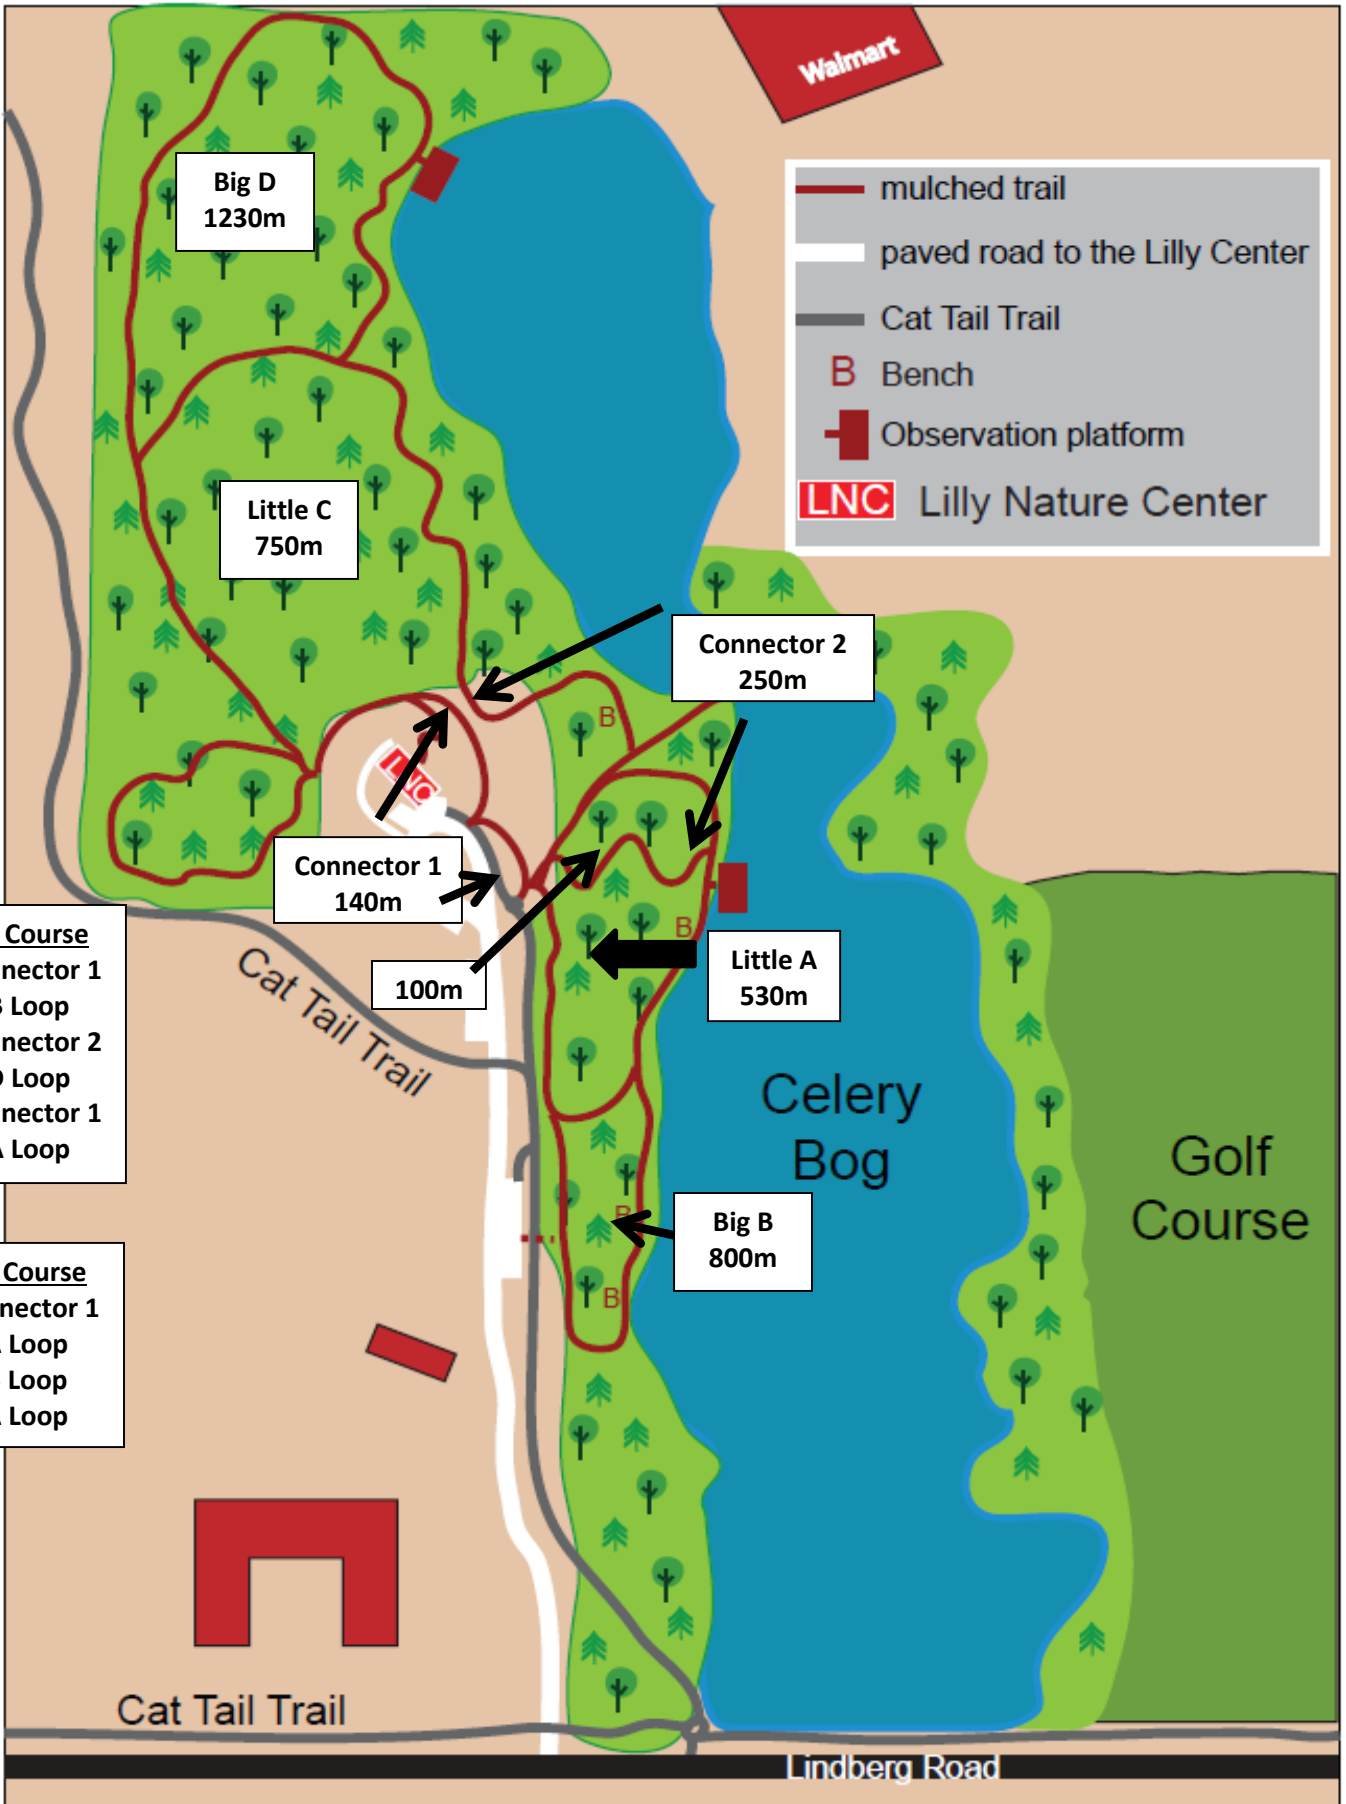 Walmart
Big D
1230m
mulched trail
paved road to the Lilly Center
Cat Tail Trail
B Bench
Observation platform
LNC Lilly Nature Center
Little C
750m
Connector 2
250m
B
LNC
Connector 1
140m
100m
B
Little A
530m
Course
nnector 1
Loop
nnector 2
Loop
nnector 1
Loop
Cat Tail Trail
Celery
Bog
Golf
Course
B
Big B
800m
B
Course
nector 1
Loop
Loop
Loop
Cat Tail Trail
Lindberg Road